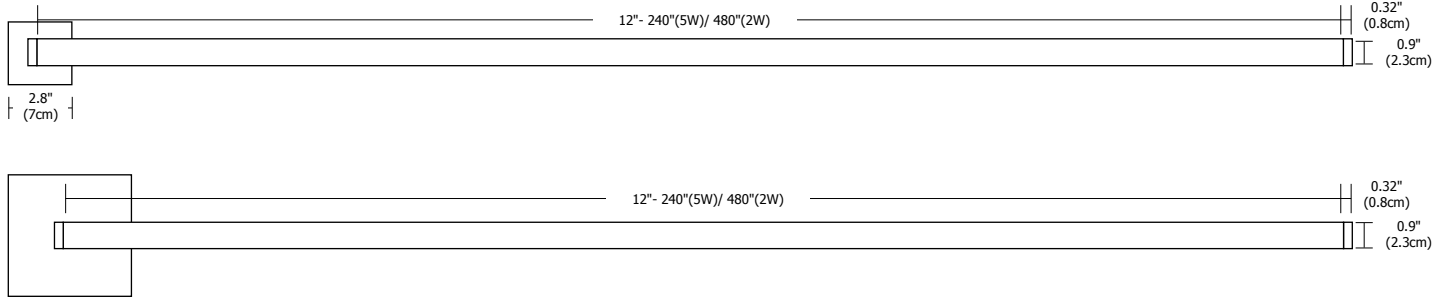 12"- 240"(5W)/ 480"(2W)
0.32"
(0.8cm)
0.9"
(2.3cm)
2.8"
(7cm)
12"- 240"(5W)/ 480"(2W)
0.32"
(0.8cm)
0.9"
(2.3cm)